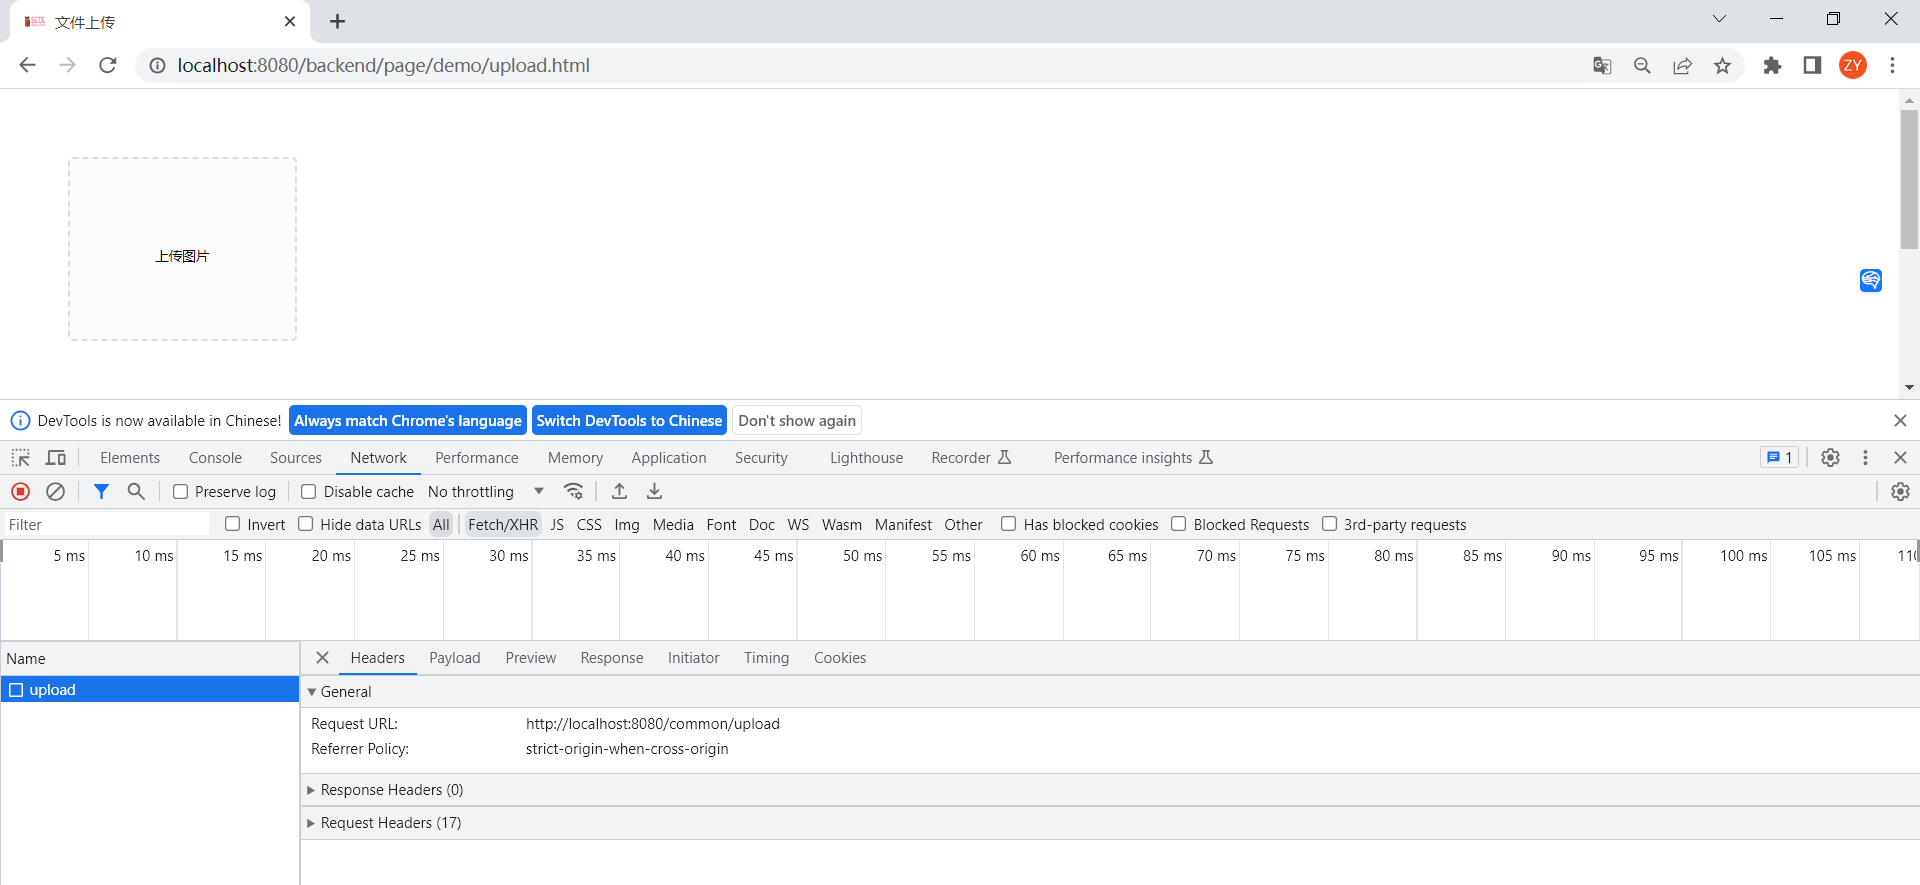 文件上传
localhost:8080/backend/page/demo/upload.html
ZY
上传图片
DevTools is now available in Chinese! Always match Chrome's language Switch DevTools to Chinese Don't show again
Elements Console Sources Network Performance Memory Application Security Lighthouse Recorder Performance insights 1
Preserve log Disable cache No throttling
Filter Invert Hide data URLs All Fetch/XHR JS CSS Img Media Font Doc WS Wasm Manifest Other Has blocked cookies Blocked Requests 3rd-party requests
5 ms 10 ms 15 ms 20 ms 25 ms 30 ms 35 ms 40 ms 45 ms 50 ms 55 ms 60 ms 65 ms 70 ms 75 ms 80 ms 85 ms 90 ms 95 ms 100 ms 105 ms
Name Headers Payload Preview Response Initiator Timing Cookies
upload
General
Request URL: http://localhost:8080/common/upload
Referrer Policy: strict-origin-when-cross-origin
Response Headers (0)
Request Headers (17)